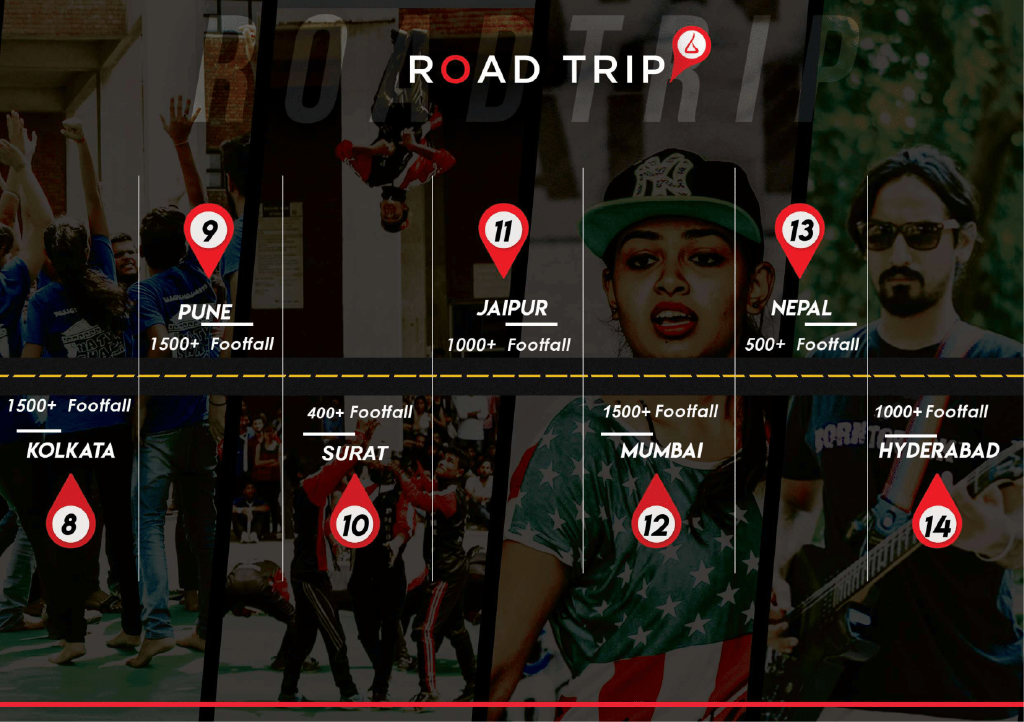 ROADTRIP
ROAD TRIP
9
PUNE
1500+ Footfall
11
JAIPUR
1000+ Footfall
13
NEPAL
500+ Footfall
1500+ Footfall
KOLKATA
8
400+ Footfall
SURAT
10
1500+ Footfall
MUMBAI
12
1000+ Footfall
HYDERABAD
14